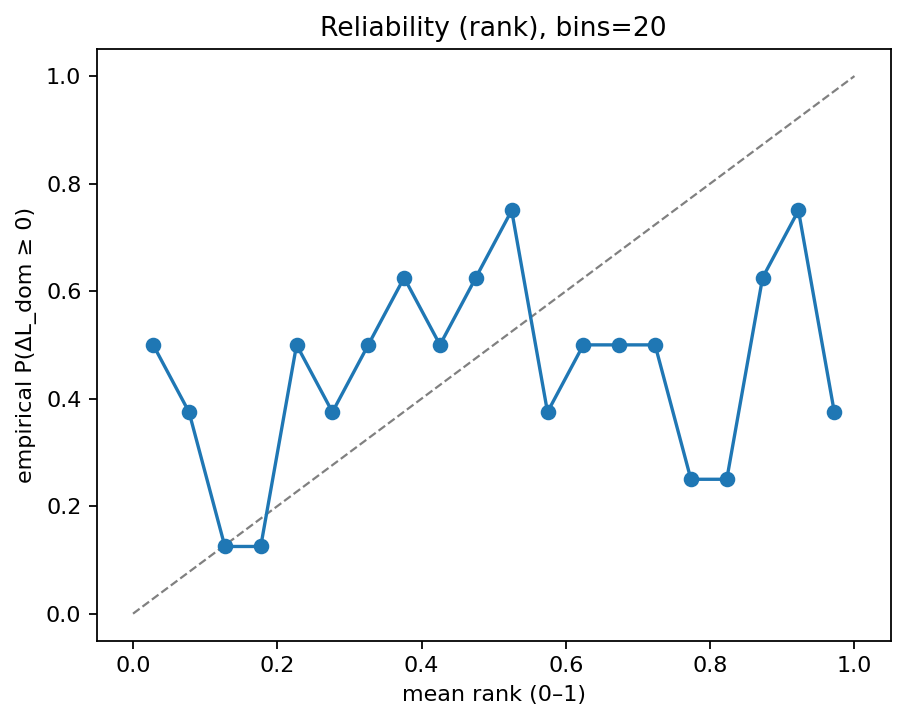 Reliability (rank), bins=20
empirical P(ΔL_dom ≥ 0)
1.0
0.8
0.6
0.4
0.2
0.0
0.0 0.2 0.4 0.6 0.8 1.0
mean rank (0–1)